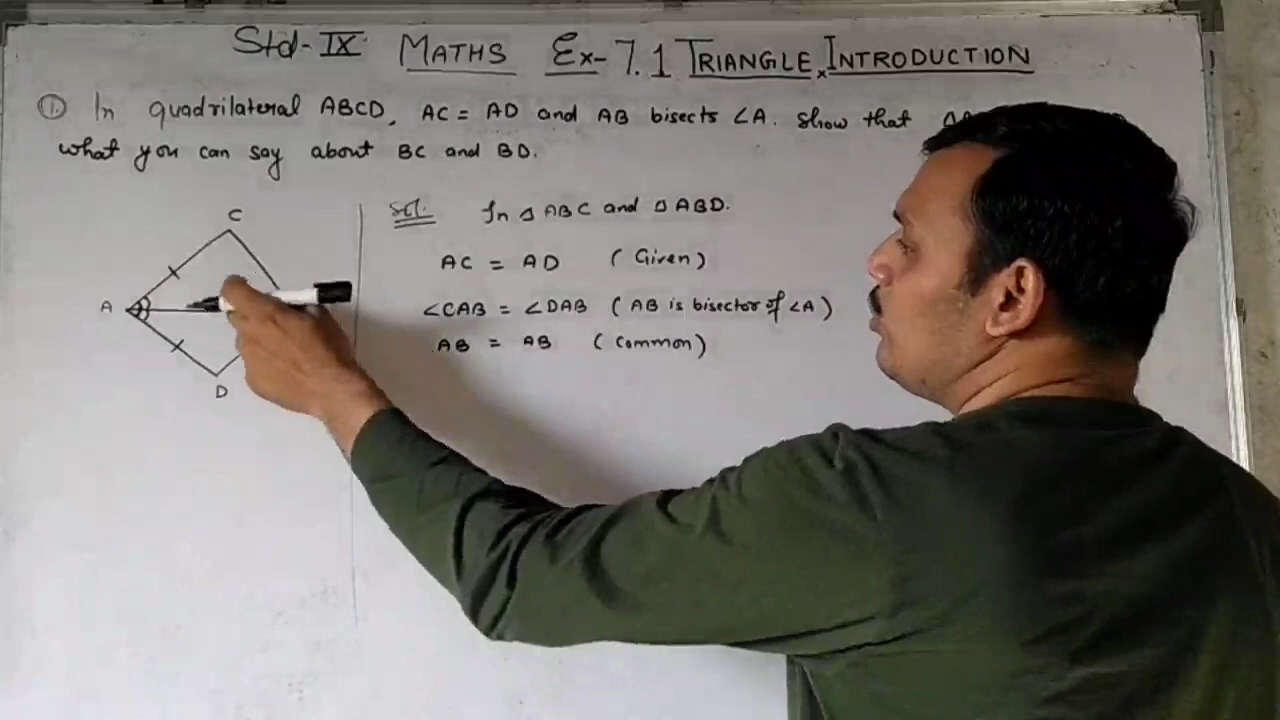 Std-IX MATHS Ex-7.1 TRIANGLE INTRODUCTION
① In quadrilateral ABCD, AC = AD and AB bisects ∠A. Show that
what you can say about BC and BD.
C
A
D
Sol. In △ABC and △ABD.
AC = AD (Given)
∠CAB = ∠DAB (AB is bisector of ∠A)
AB = AB (Common)